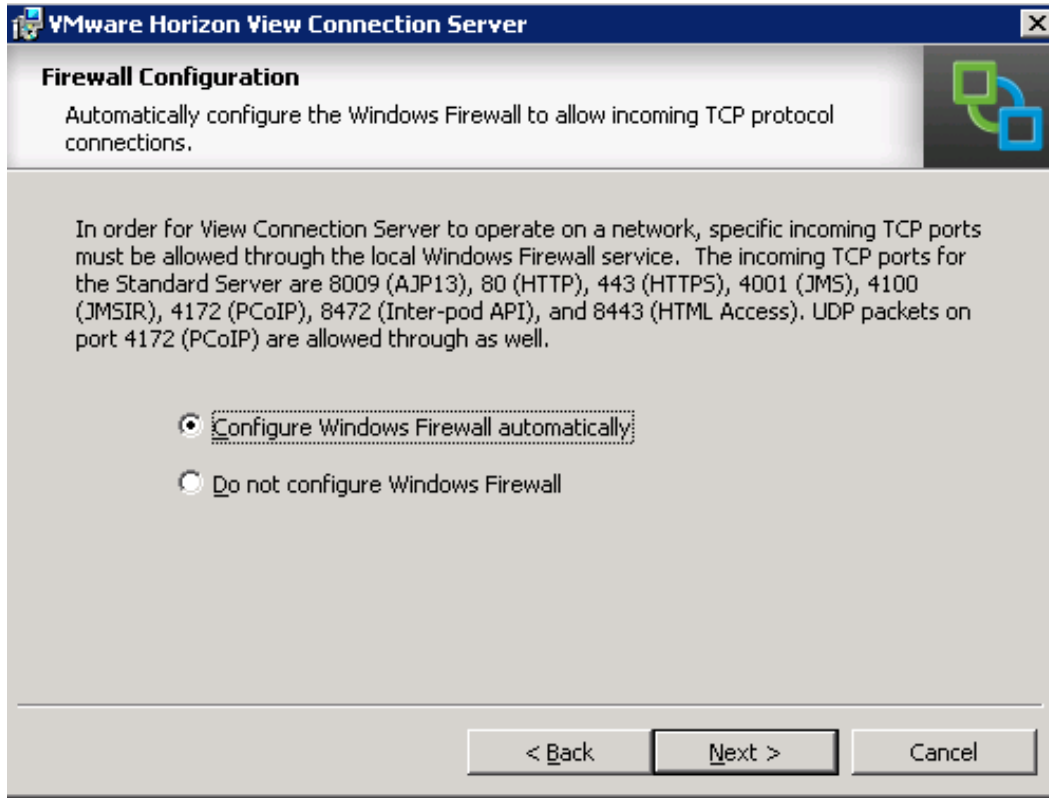 VMware Horizon View Connection Server
Firewall Configuration
Automatically configure the Windows Firewall to allow incoming TCP protocol
connections.
In order for View Connection Server to operate on a network, specific incoming TCP ports
must be allowed through the local Windows Firewall service.  The incoming TCP ports for
the Standard Server are 8009 (AJP13), 80 (HTTP), 443 (HTTPS), 4001 (JMS), 4100
(JMSIR), 4172 (PCoIP), 8472 (Inter-pod API), and 8443 (HTML Access). UDP packets on
port 4172 (PCoIP) are allowed through as well.
Configure Windows Firewall automatically
Do not configure Windows Firewall
< Back
Next >
Cancel